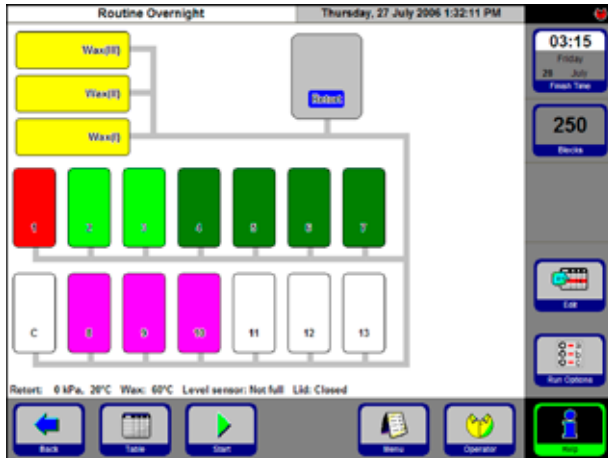 Routine Overnight
Thursday, 27 July 2006 1:32:11 PM
03:15
Friday
28 July
Finish Time
250
Blocks
Wax(III)
Wax(II)
Wax(I)
Retort
1 2 3 4 5 6 7
C 8 9 10 11 12 13
Edit
Run Options
Retort: 0 kPa, 20°C Wax: 60°C Level sensor: Not full Lid: Closed
Back
Table
Start
Menu
Operator
Help